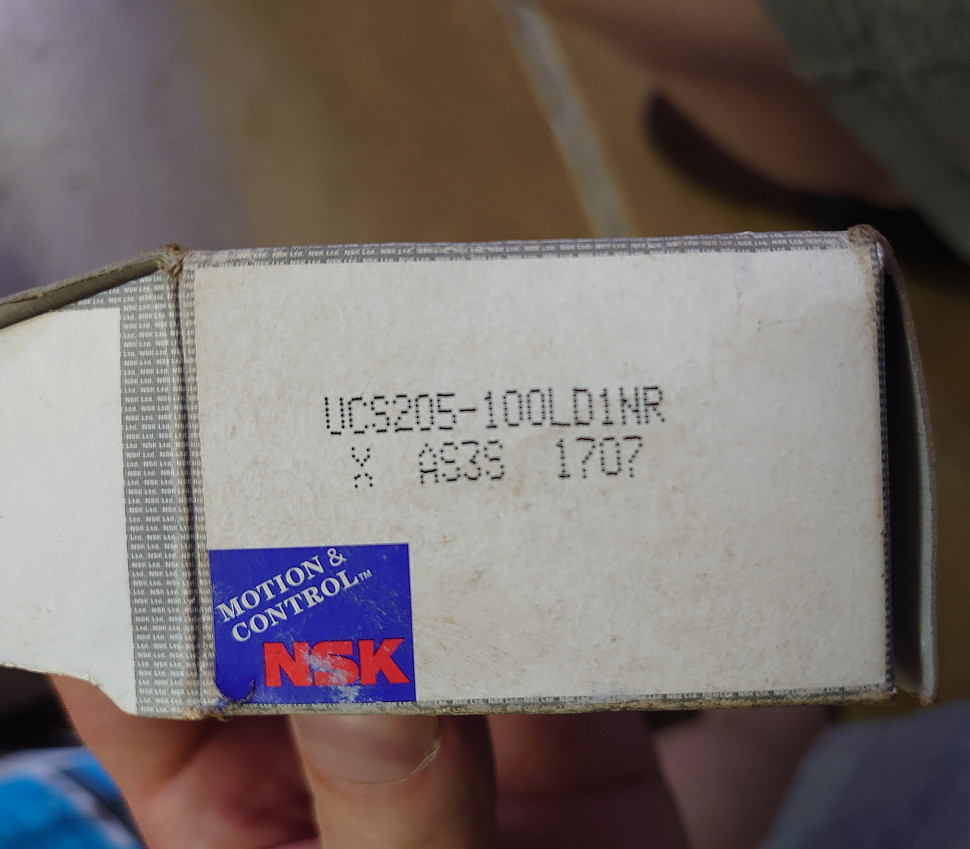 UCS205-100LD1NR
X AS3S 1707
MOTION &
CONTROL™
NSK